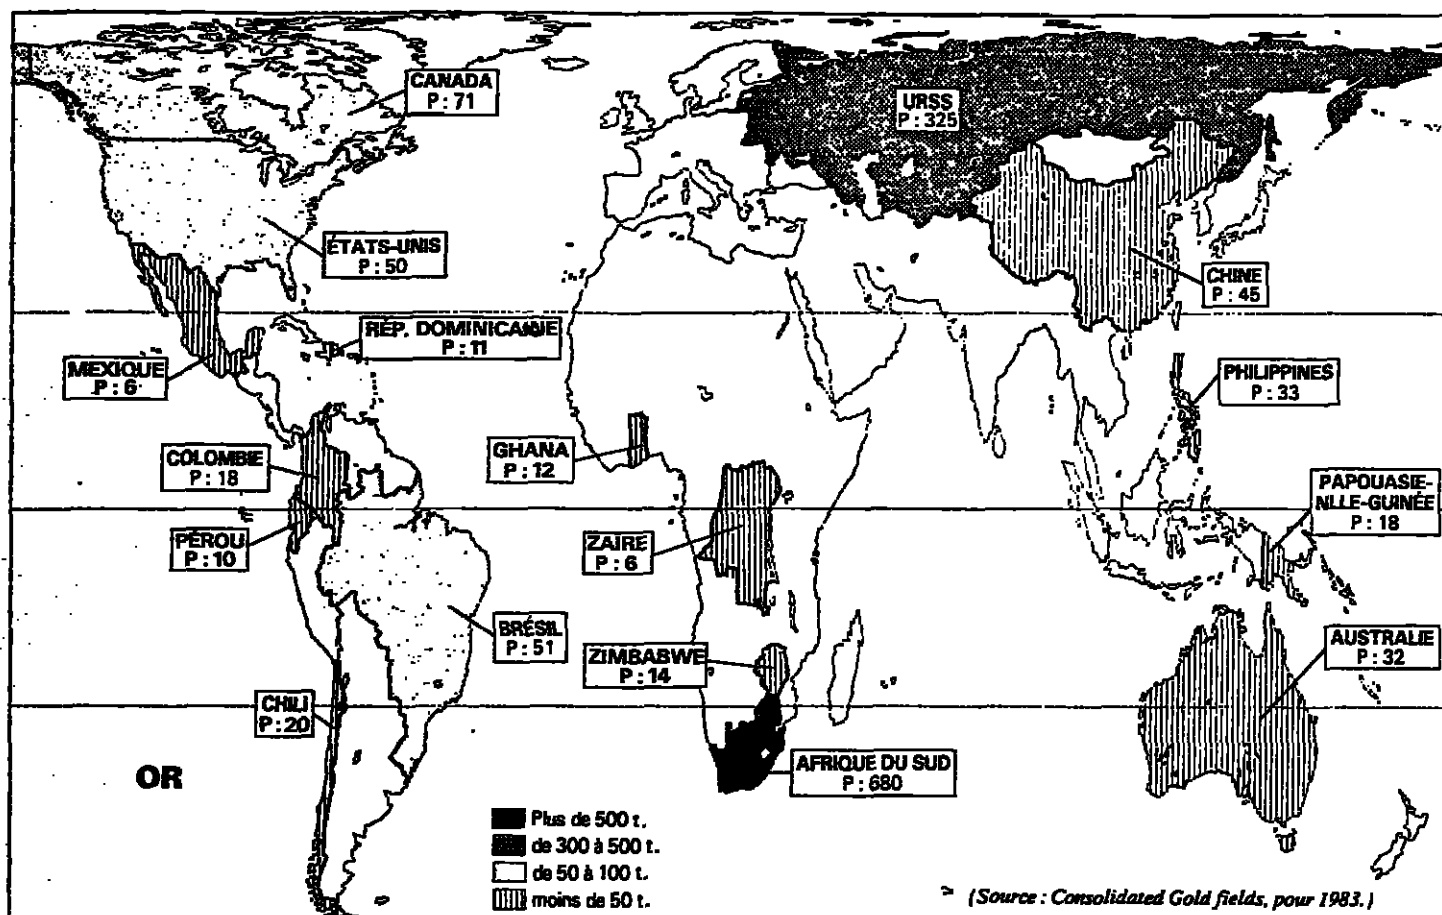 CANADA
P : 71
URSS
P : 325
ÉTATS-UNIS
P : 50
CHINE
P : 45
RÉP. DOMINICAINE
P : 11
MEXIQUE
P : 6
PHILIPPINES
P : 33
GHANA
P : 12
COLOMBIE
P : 18
PAPOUASIE-
NLLE-GUINÉE
P : 18
PÉROU
P : 10
ZAIRE
P : 6
BRÉSIL
P : 51
ZIMBABWE
P : 14
AUSTRALIE
P : 32
CHILI
P : 20
AFRIQUE DU SUD
P : 680
OR
Plus de 500 t.
de 300 à 500 t.
de 50 à 100 t.
moins de 50 t.
(Source : Consolidated Gold fields, pour 1983.)